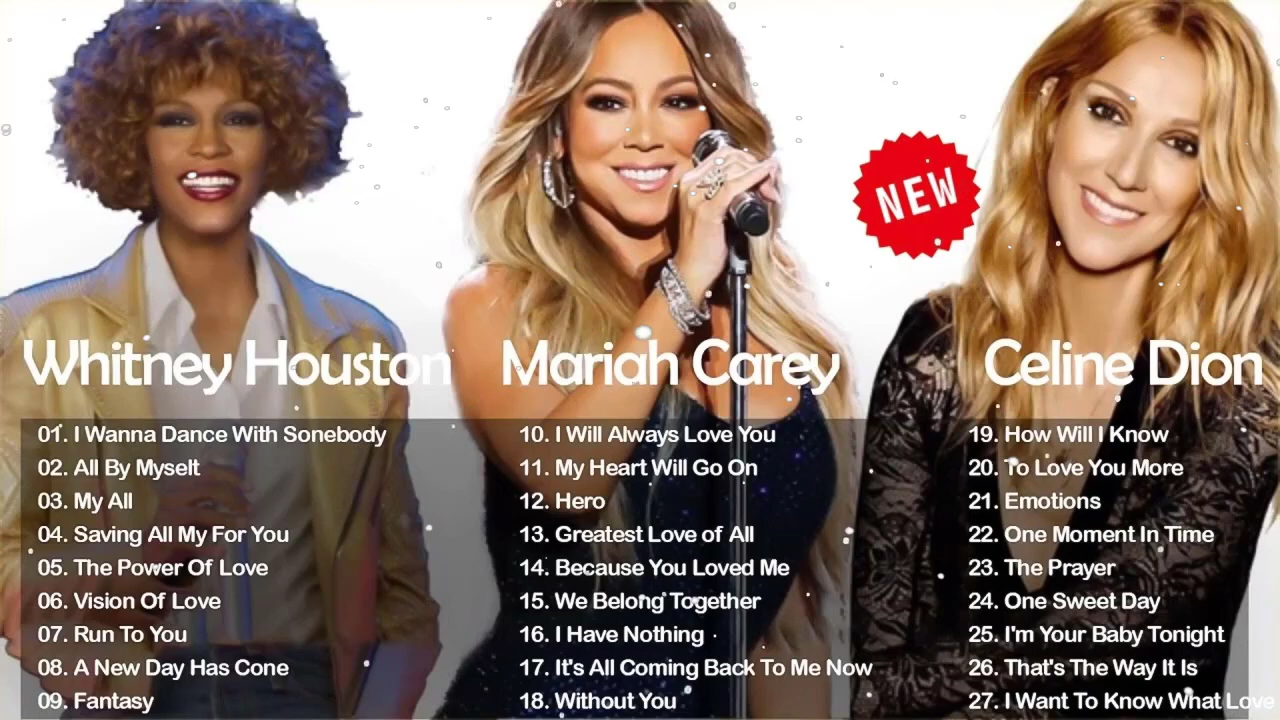 NEW
Whitney Houston
Mariah Carey
Celine Dion
01. I Wanna Dance With Sonebody
02. All By Myselt
03. My All
04. Saving All My For You
05. The Power Of Love
06. Vision Of Love
07. Run To You
08. A New Day Has Cone
09. Fantasy
10. I Will Always Love You
11. My Heart Will Go On
12. Hero
13. Greatest Love of All
14. Because You Loved Me
15. We Belong Together
16. I Have Nothing
17. It's All Coming Back To Me Now
18. Without You
19. How Will I Know
20. To Love You More
21. Emotions
22. One Moment In Time
23. The Prayer
24. One Sweet Day
25. I'm Your Baby Tonight
26. That's The Way It Is
27. I Want To Know What Love